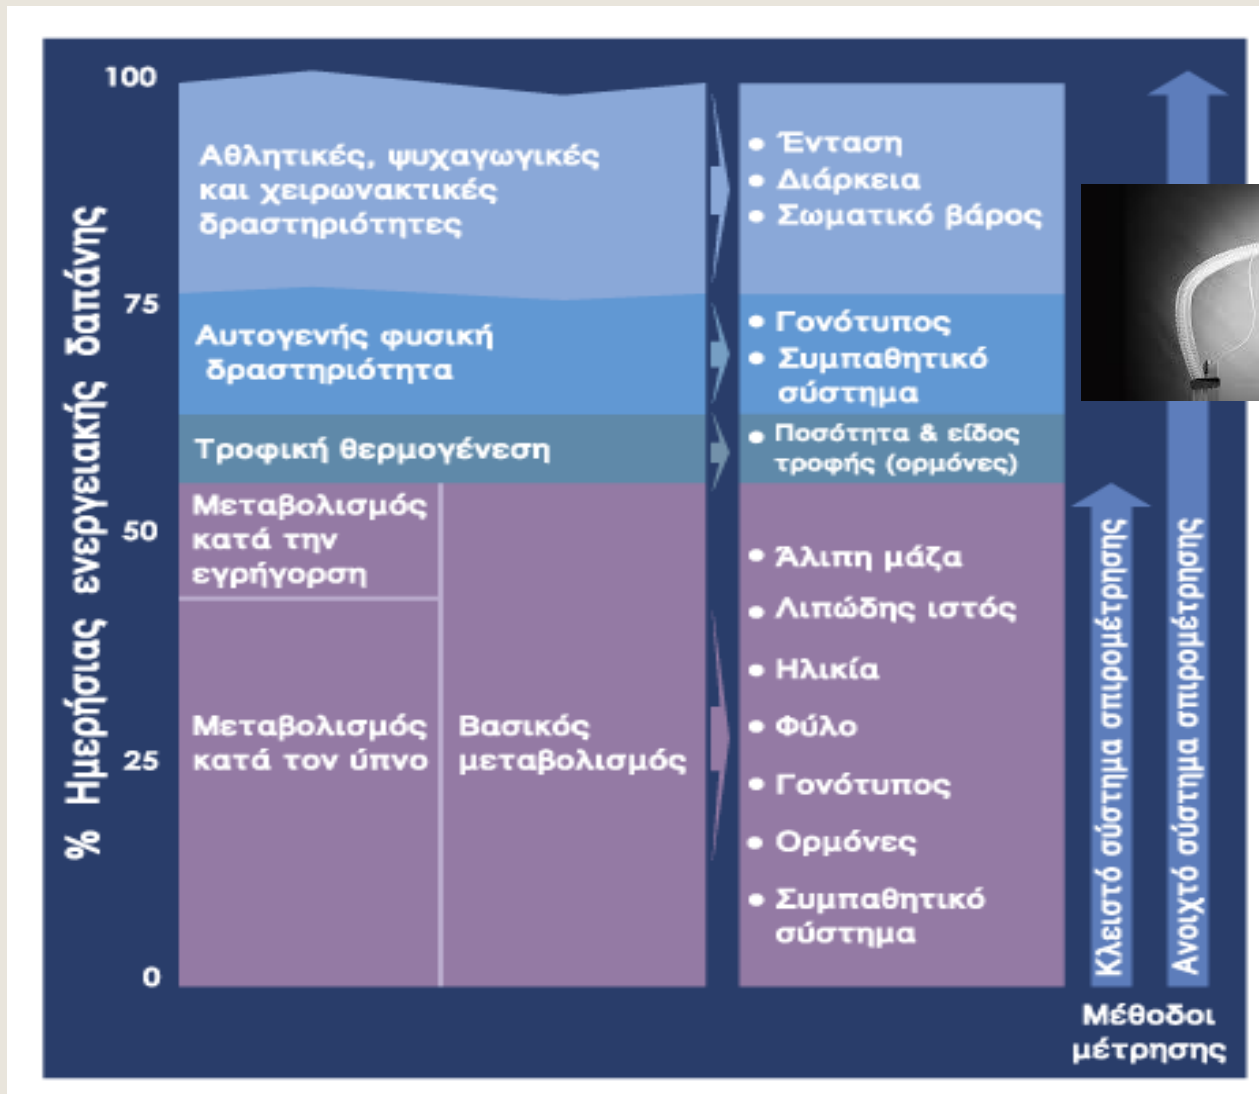 % Ημερήσιας ενεργειακής δαπάνης
100
75
50
25
0
Αθλητικές, ψυχαγωγικές
και χειρωνακτικές
δραστηριότητες
Αυτογενής φυσική
δραστηριότητα
Τροφική θερμογένεση
Μεταβολισμός
κατά την
εγρήγορση
Μεταβολισμός
κατά τον ύπνο
Βασικός
μεταβολισμός
• Ένταση
• Διάρκεια
• Σωματικό βάρος
• Γονότυπος
• Συμπαθητικό
σύστημα
• Ποσότητα & είδος
τροφής (ορμόνες)
• Άλιπη μάζα
• Λιπώδης ιστός
• Ηλικία
• Φύλο
• Γονότυπος
• Ορμόνες
• Συμπαθητικό
σύστημα
Κλειστό σύστημα σπιρομέτρησης
Ανοιχτό σύστημα σπιρομέτρησης
Μέθοδοι
μέτρησης